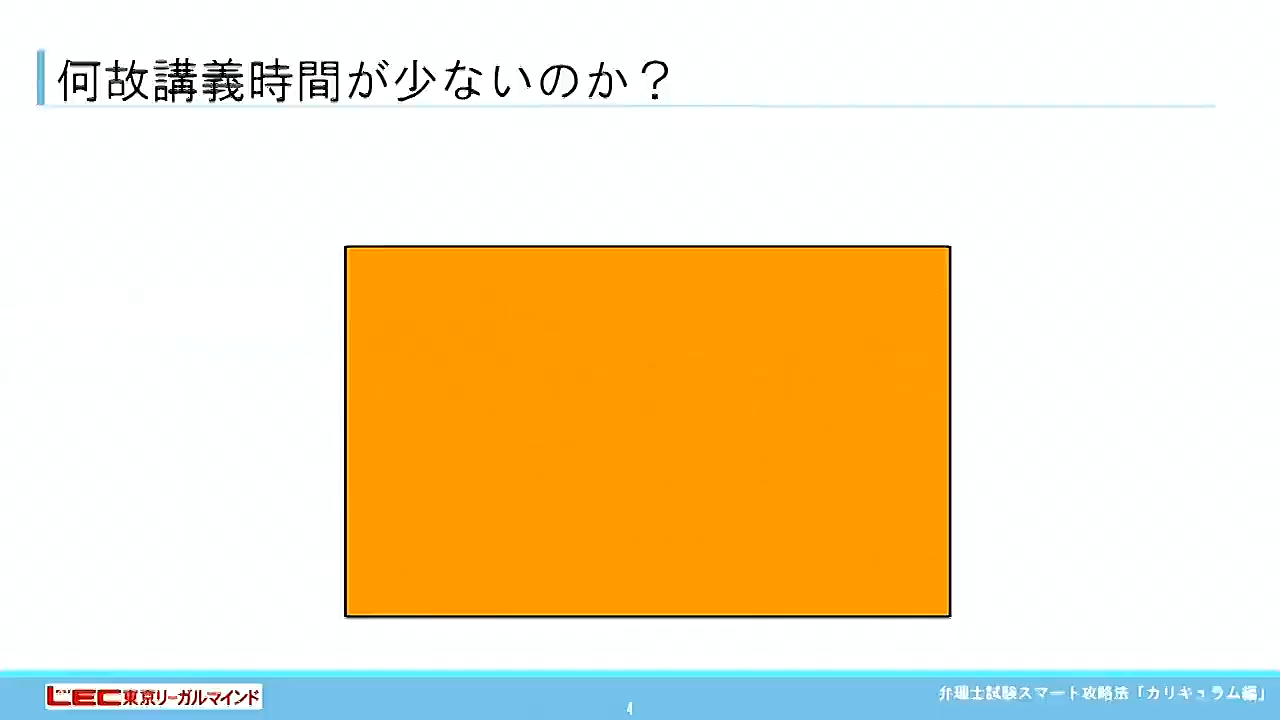 何故講義時間が少ないのか？
LEC東京リーガルマインド
4
弁理士試験スマート攻略法「カリキュラム編」